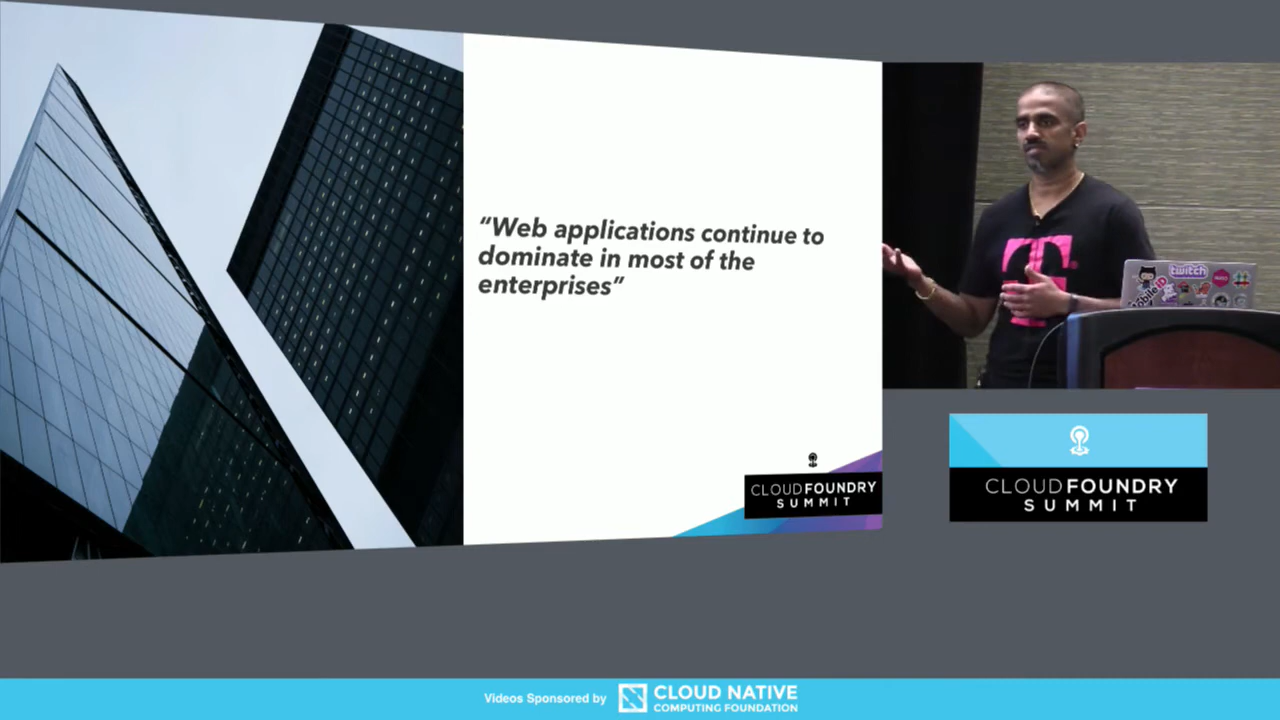 “Web applications continue to
dominate in most of the
enterprises”
CLOUDFOUNDRY
SUMMIT
T
twitch
CLOUDFOUNDRY
SUMMIT
Videos Sponsored by
CLOUD NATIVE
COMPUTING FOUNDATION